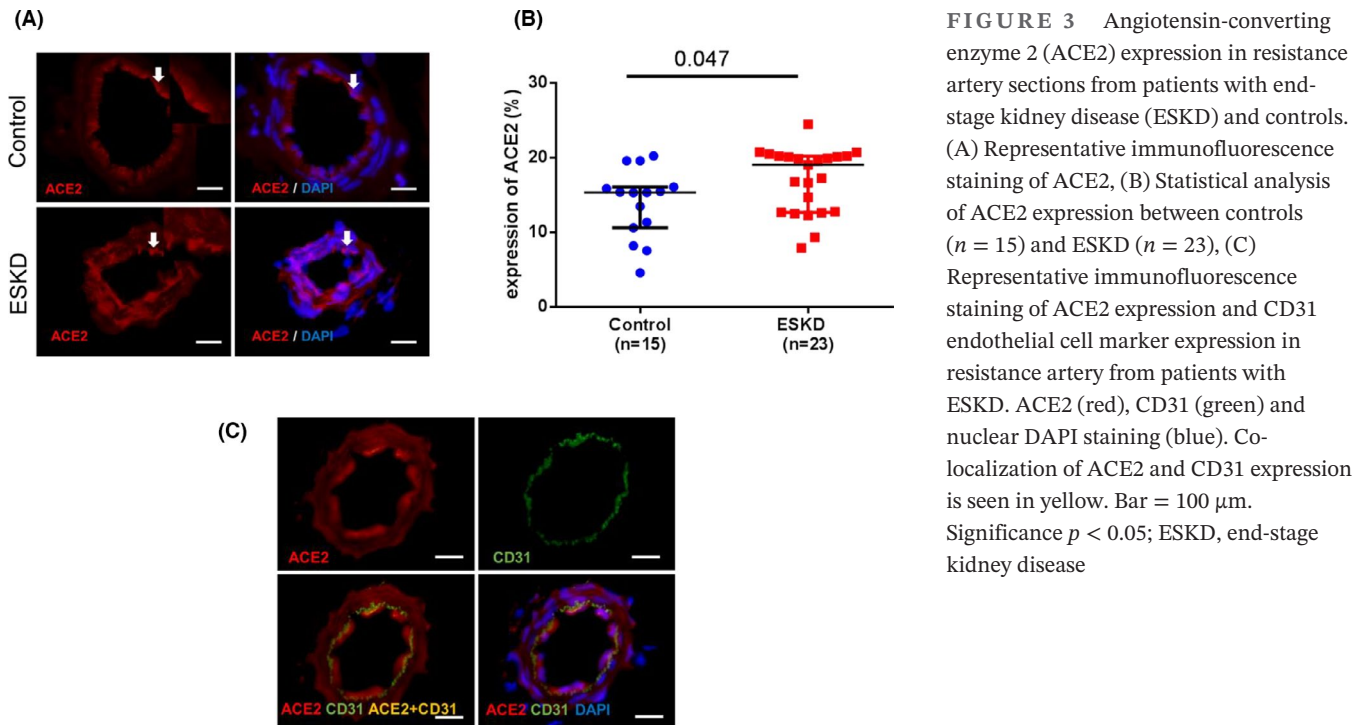 (A)
Control
ACE2
ACE2 / DAPI
ESKD
ACE2
ACE2 / DAPI
(B)
0.047
expression of ACE2 (%)
30
20
10
0
Control
(n=15)
ESKD
(n=23)
(C)
ACE2
CD31
ACE2 CD31 ACE2+CD31
ACE2 CD31 DAPI
FIGURE 3 Angiotensin-converting
enzyme 2 (ACE2) expression in resistance
artery sections from patients with end-
stage kidney disease (ESKD) and controls.
(A) Representative immunofluorescence
staining of ACE2, (B) Statistical analysis
of ACE2 expression between controls
(n = 15) and ESKD (n = 23), (C)
Representative immunofluorescence
staining of ACE2 expression and CD31
endothelial cell marker expression in
resistance artery from patients with
ESKD. ACE2 (red), CD31 (green) and
nuclear DAPI staining (blue). Co-
localization of ACE2 and CD31 expression
is seen in yellow. Bar = 100 μm.
Significance p < 0.05; ESKD, end-stage
kidney disease